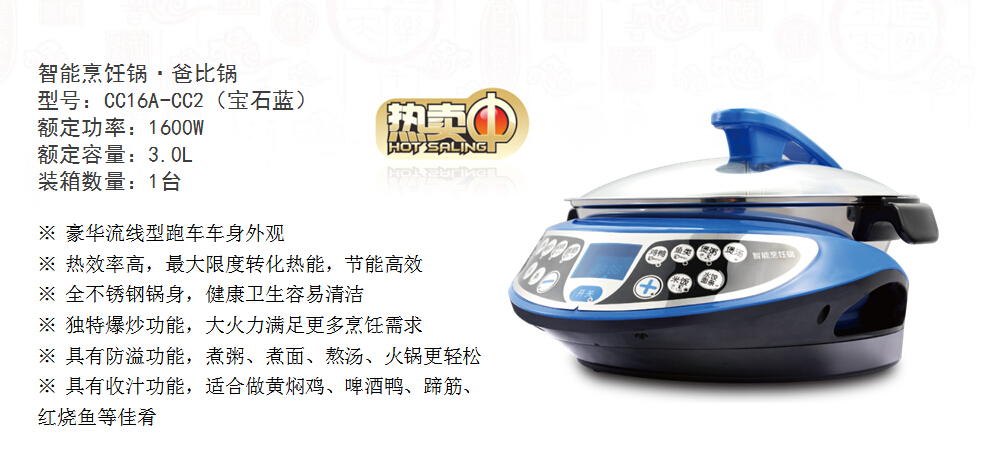 智能烹饪锅·爸比锅
型号：CC16A-CC2（宝石蓝）
额定功率：1600W
额定容量：3.0L
装箱数量：1台
热卖中
HOT SALING
※ 豪华流线型跑车车身外观
※ 热效率高，最大限度转化热能，节能高效
※ 全不锈钢锅身，健康卫生容易清洁
※ 独特爆炒功能，大火力满足更多烹饪需求
※ 具有防溢功能，煮粥、煮面、熬汤、火锅更轻松
※ 具有收汁功能，适合做黄焖鸡、啤酒鸭、蹄筋、
红烧鱼等佳肴
智能烹饪锅
开关